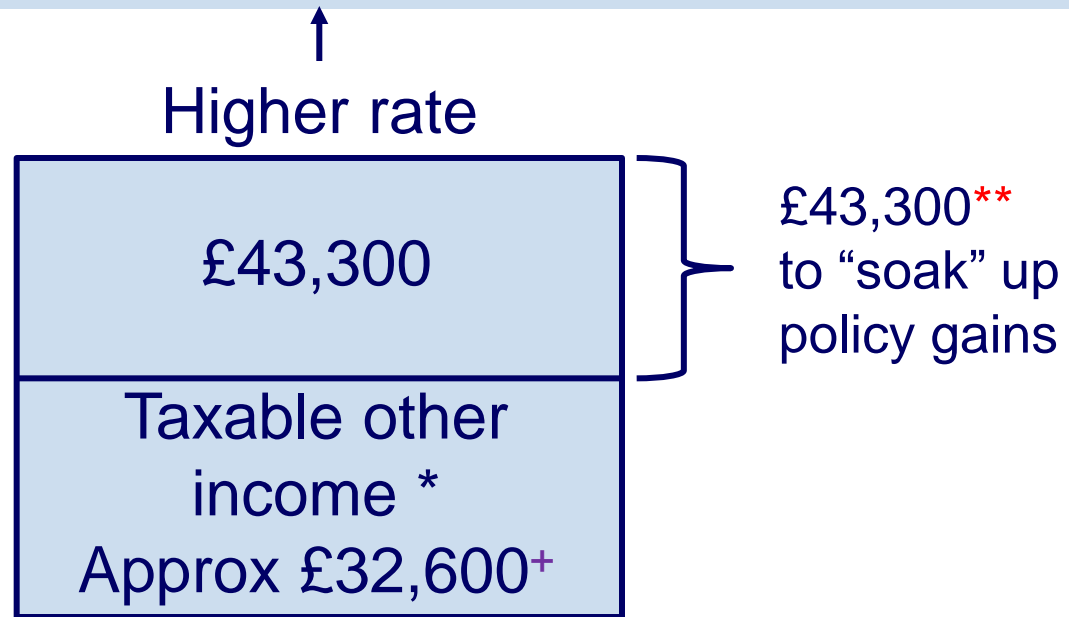 Higher rate
£43,300
£43,300**
to “soak” up
policy gains
Taxable other
income *
Approx £32,600+